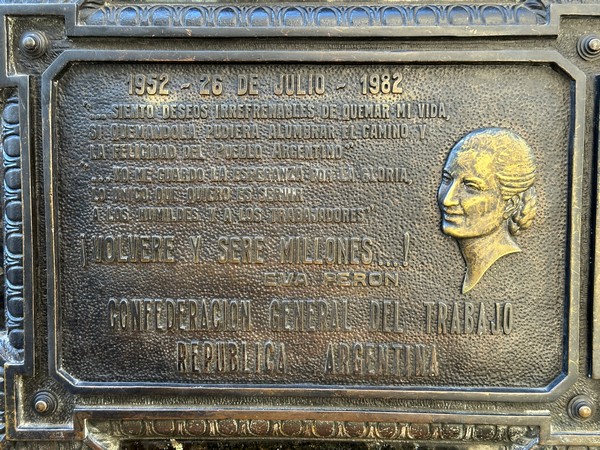 1952 - 26 DE JULIO - 1982
"... SIENTO DESEOS IRREFRENABLES DE QUEMAR MI VIDA,
SI QUEMANDOLA PUDIERA ALUMBRAR EL CAMINO Y
LA FELICIDAD DEL PUEBLO ARGENTINO"
"... YO ME GUARDO LA ESPERANZA POR LA GLORIA,
LO UNICO QUE QUIERO ES SERVIR
A LOS HUMILDES Y A LOS TRABAJADORES"
¡VOLVERE Y SERE MILLONES...!
EVA PERON
CONFEDERACION GENERAL DEL TRABAJO
REPUBLICA ARGENTINA